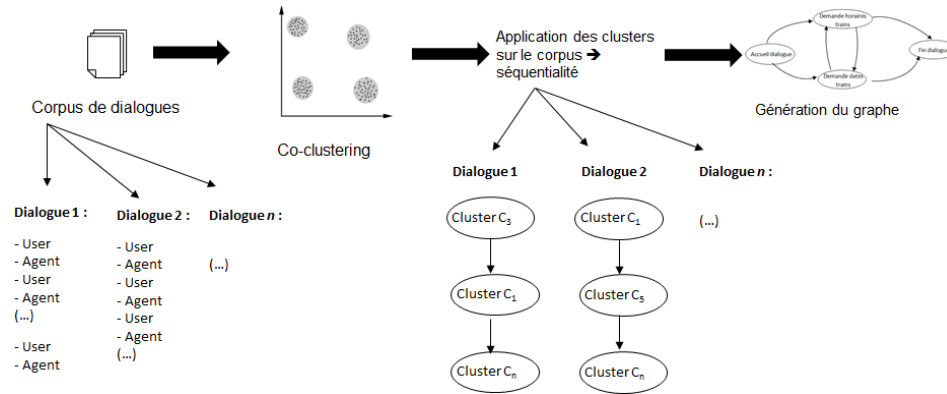 Corpus de dialogues
Co-clustering
Application des clusters
sur le corpus ➔
séquentialité
Demande horaires
trains
Accueil dialogue
Fin dialogue
Demande dates
trains
Génération du graphe
Dialogue 1 :
- User
- Agent
- User
- Agent
(...)
- User
- Agent
Dialogue 2 :
- User
- Agent
- User
- Agent
- User
- Agent
(...)
Dialogue n :
(...)
Dialogue 1
Cluster C3
Cluster C1
Cluster Cn
Dialogue 2
Cluster C1
Cluster C5
Cluster Cn
Dialogue n :
(...)